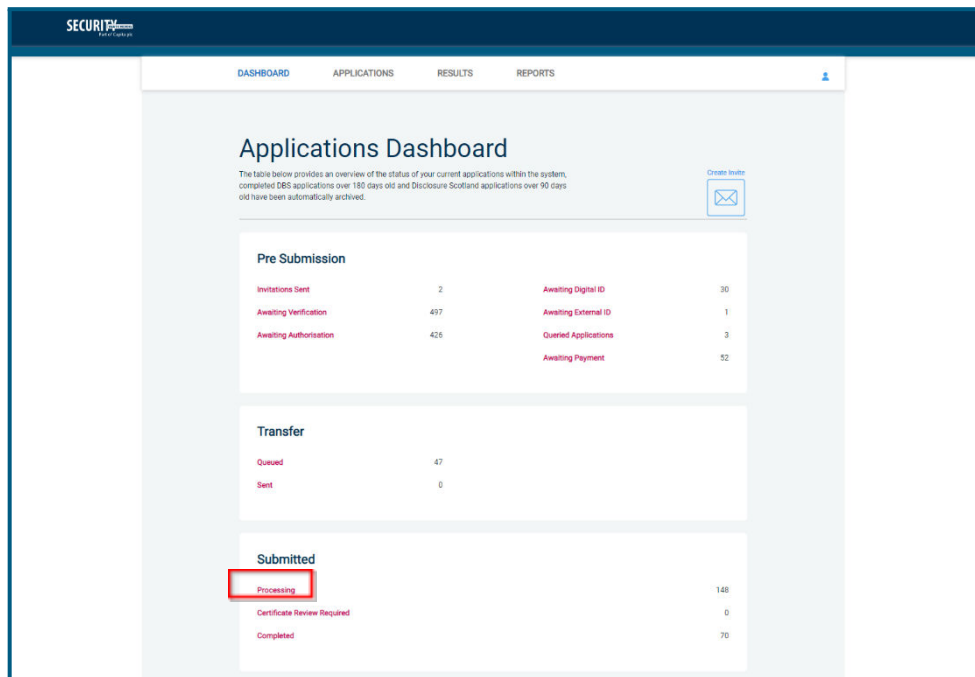 SECURITY
Part of Capita plc
DASHBOARD APPLICATIONS RESULTS REPORTS
Applications Dashboard
The table below provides an overview of the status of your current applications within the system,
completed DBS applications over 180 days old and Disclosure Scotland applications over 90 days
old have been automatically archived.
Create Invite
Pre Submission
Invitations Sent 2 Awaiting Digital ID 30
Awaiting Verification 497 Awaiting External ID 1
Awaiting Authorisation 426 Queried Applications 3
Awaiting Payment 52
Transfer
Queued 47
Sent 0
Submitted
Processing 148
Certificate Review Required 0
Completed 70